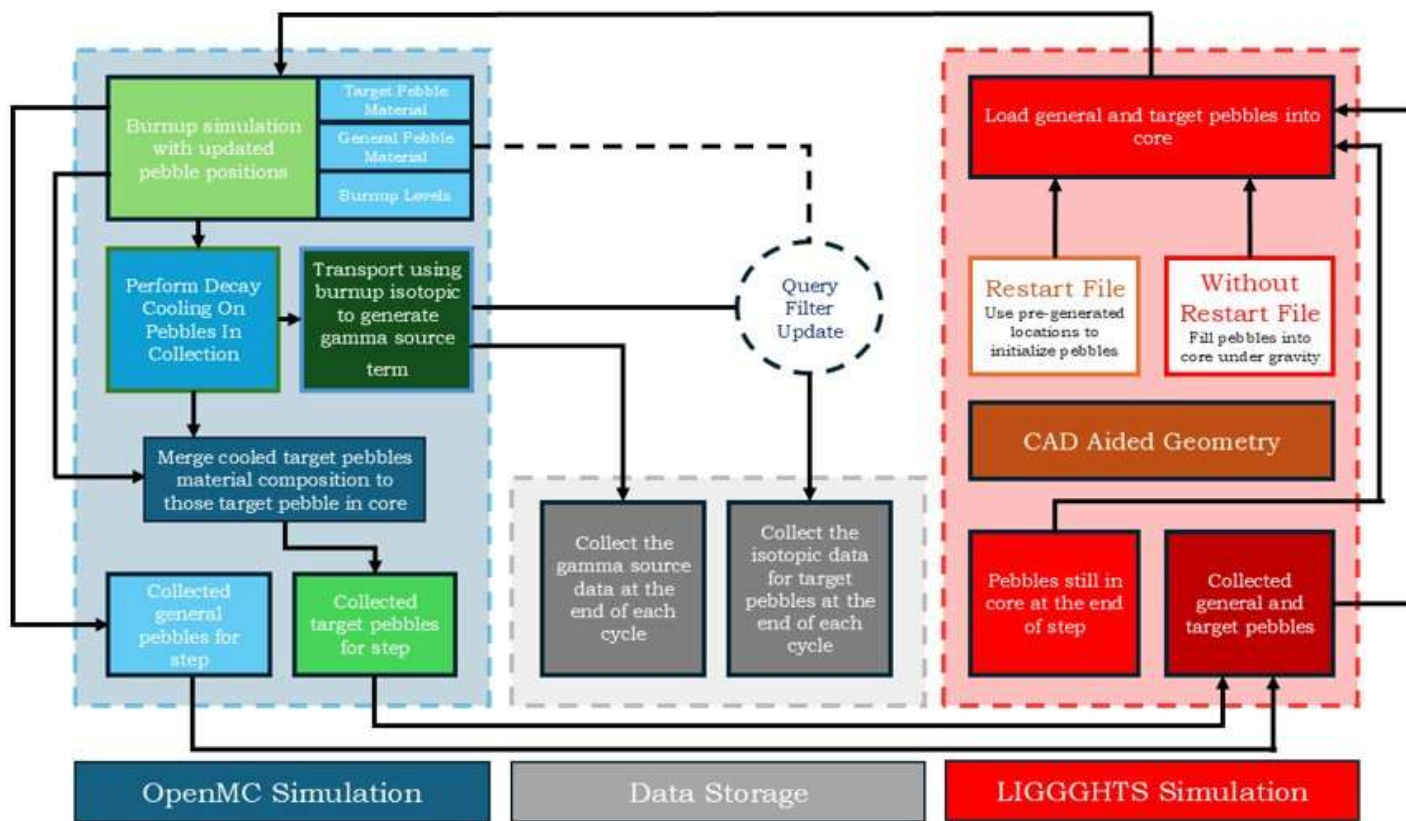 Burnup simulation
with updated
pebble positions
Target Pebble
Material
General Pebble
Material
Burnup Levels
Perform Decay
Cooling On
Pebbles In
Collection
Transport using
burnup isotopic
to generate
gamma source
term
Merge cooled target pebbles
material composition to
those target pebble in core
Collected
general
pebbles for
step
Collected
target pebbles
for step
OpenMC Simulation
Query
Filter
Update
Collect the
gamma source
data at the
end of each
cycle
Collect the
isotopic data
for target
pebbles at the
end of each
cycle
Data Storage
Load general and target pebbles into
core
Restart File
Use pre-generated
locations to
initialize pebbles
Without
Restart File
Fill pebbles into
core under gravity
CAD Aided Geometry
Pebbles still in
core at the end
of step
Collected
general and
target pebbles
LIGGGHTS Simulation